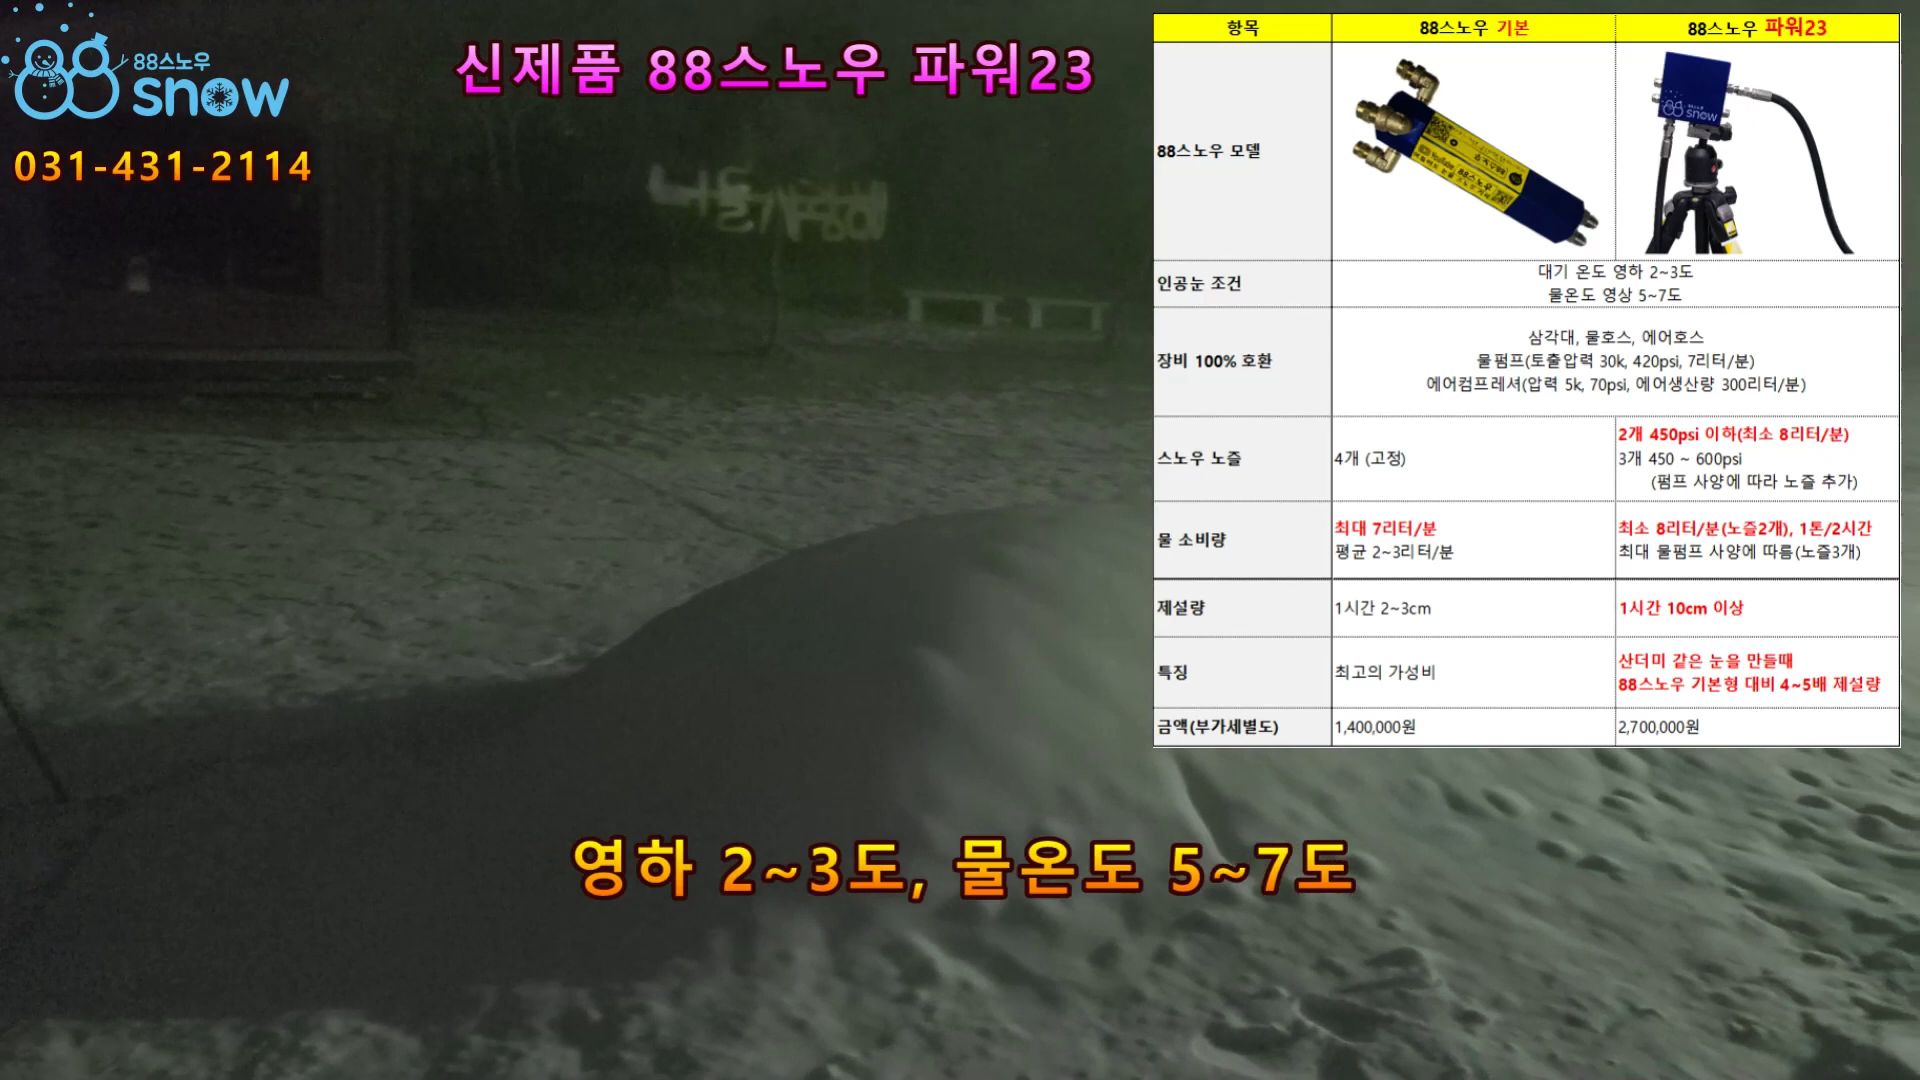 88스노우
snow
031-431-2114
신제품 88스노우 파워23
항목 88스노우 기본 88스노우 파워23
88스노우 모델
YouTube 88스노우
88 snow
인공눈 조건
대기 온도 영하 2~3도
물온도 영상 5~7도
장비 100% 호환
삼각대, 물호스, 에어호스
물펌프(토출압력 30k, 420psi, 7리터/분)
에어컴프레셔(압력 5k, 70psi, 에어생산량 300리터/분)
스노우 노즐
4개 (고정)
2개 450psi 이하(최소 8리터/분)
3개 450 ~ 600psi
(펌프 사양에 따라 노즐 추가)
물 소비량
최대 7리터/분
평균 2~3리터/분
최소 8리터/분(노즐2개), 1톤/2시간
최대 물펌프 사양에 따름(노즐3개)
제설량
1시간 2~3cm
1시간 10cm 이상
특징
최고의 가성비
산더미 같은 눈을 만들때
88스노우 기본형 대비 4~5배 제설량
금액(부가세별도)
1,400,000원
2,700,000원
영하 2~3도, 물온도 5~7도